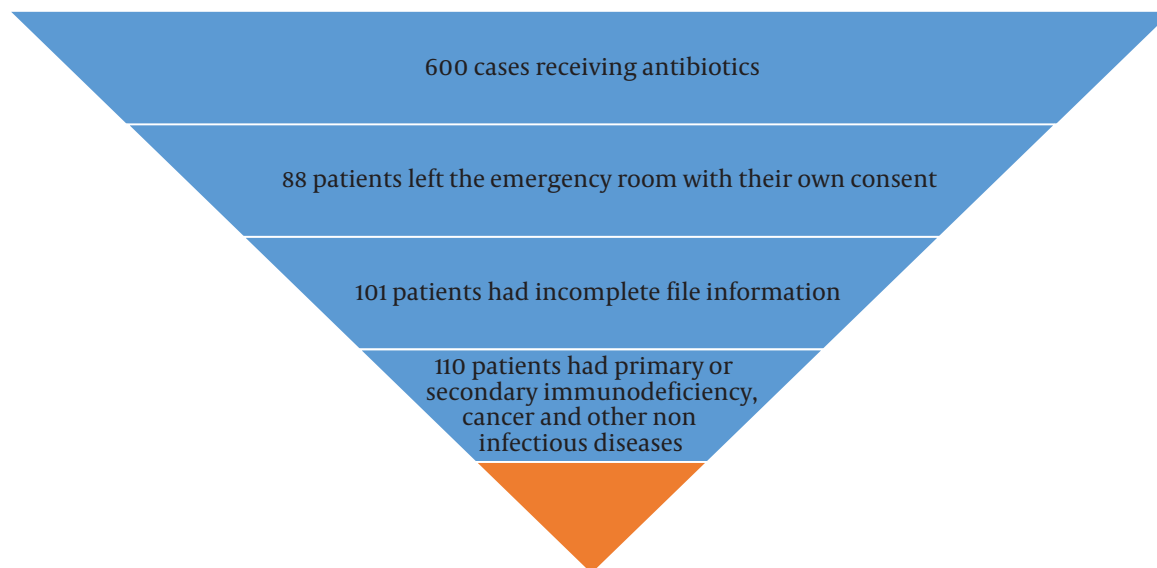 600 cases receiving antibiotics
88 patients left the emergency room with their own consent
101 patients had incomplete file information
110 patients had primary or
secondary immunodeficiency,
cancer and other non
infectious diseases